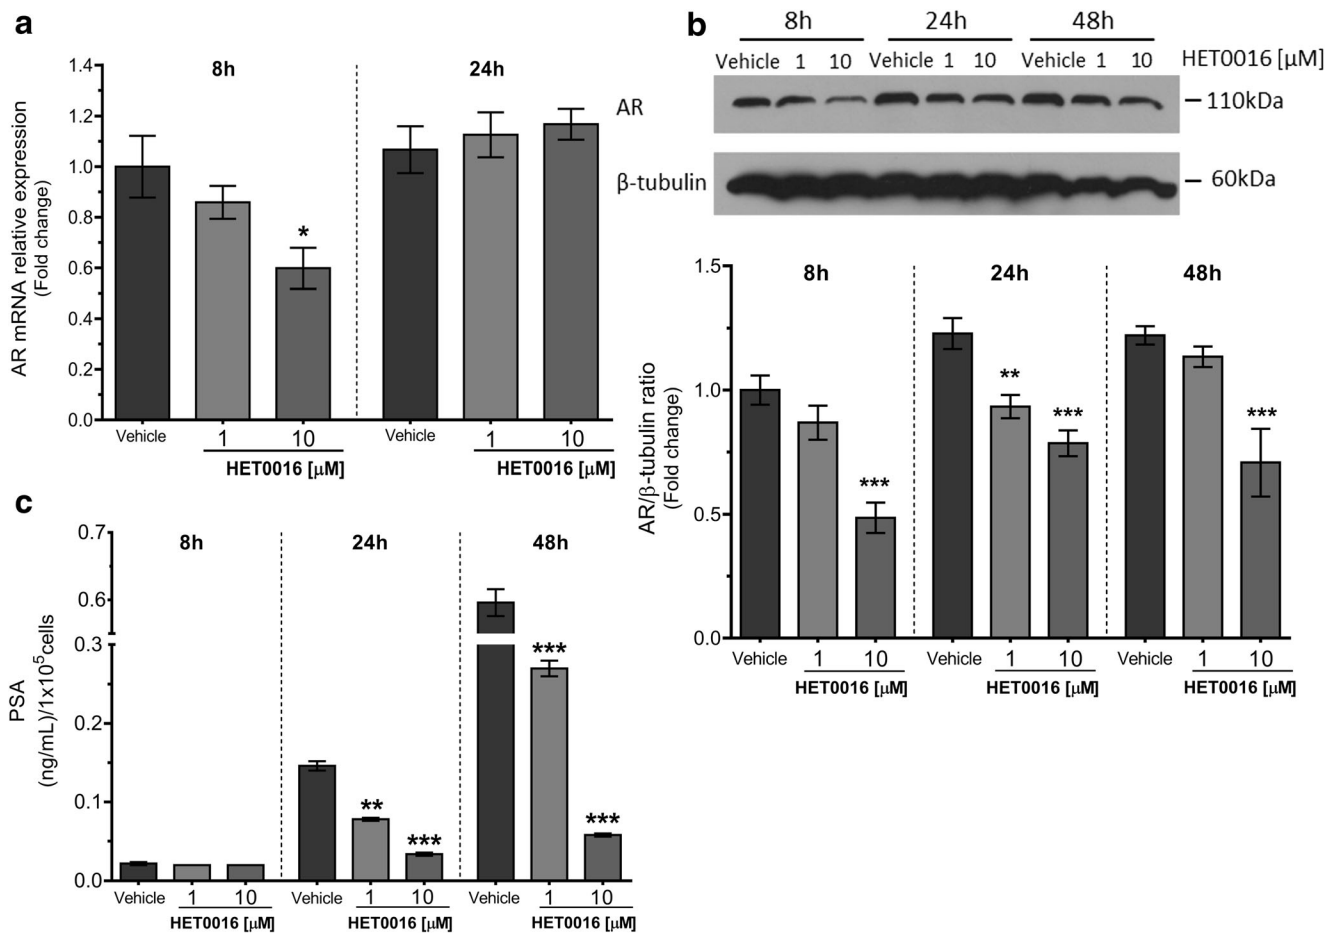 a
1.4
1.2
1.0
0.8
0.6
0.4
0.2
0.0
AR mRNA relative expression
(Fold change)
8h
24h
*
Vehicle 1 10 Vehicle 1 10
HET0016 [μM] HET0016 [μM]
b
8h 24h 48h
Vehicle 1 10 Vehicle 1 10 Vehicle 1 10 HET0016 [μM]
AR
110kDa
β-tubulin
60kDa
1.5
1.0
0.5
0.0
AR/β-tubulin ratio
(Fold change)
8h 24h 48h
***
**
***
***
Vehicle 1 10 Vehicle 1 10 Vehicle 1 10
HET0016 [μM] HET0016 [μM] HET0016 [μM]
c
0.7
0.6
0.3
0.2
0.1
0.0
PSA
(ng/mL)/1x10⁵cells
8h 24h 48h
**
***
***
***
Vehicle 1 10 Vehicle 1 10 Vehicle 1 10
HET0016 [μM] HET0016 [μM] HET0016 [μM]